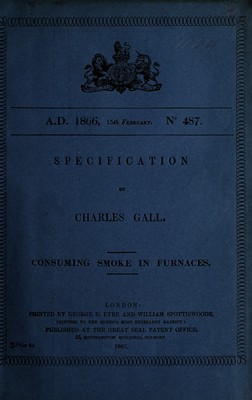 A.D. 1866, 15th FEBRUARY. Nº 487.
SPECIFICATION
OF
CHARLES GALL.
CONSUMING SMOKE IN FURNACES.
LONDON:
PRINTED BY GEORGE E. EYRE AND WILLIAM SPOTTISWOODE,
PRINTERS TO THE QUEEN'S MOST EXCELLENT MAJESTY:
PUBLISHED AT THE GREAT SEAL PATENT OFFICE,
25, SOUTHAMPTON BUILDINGS, HOLBORN.
Price